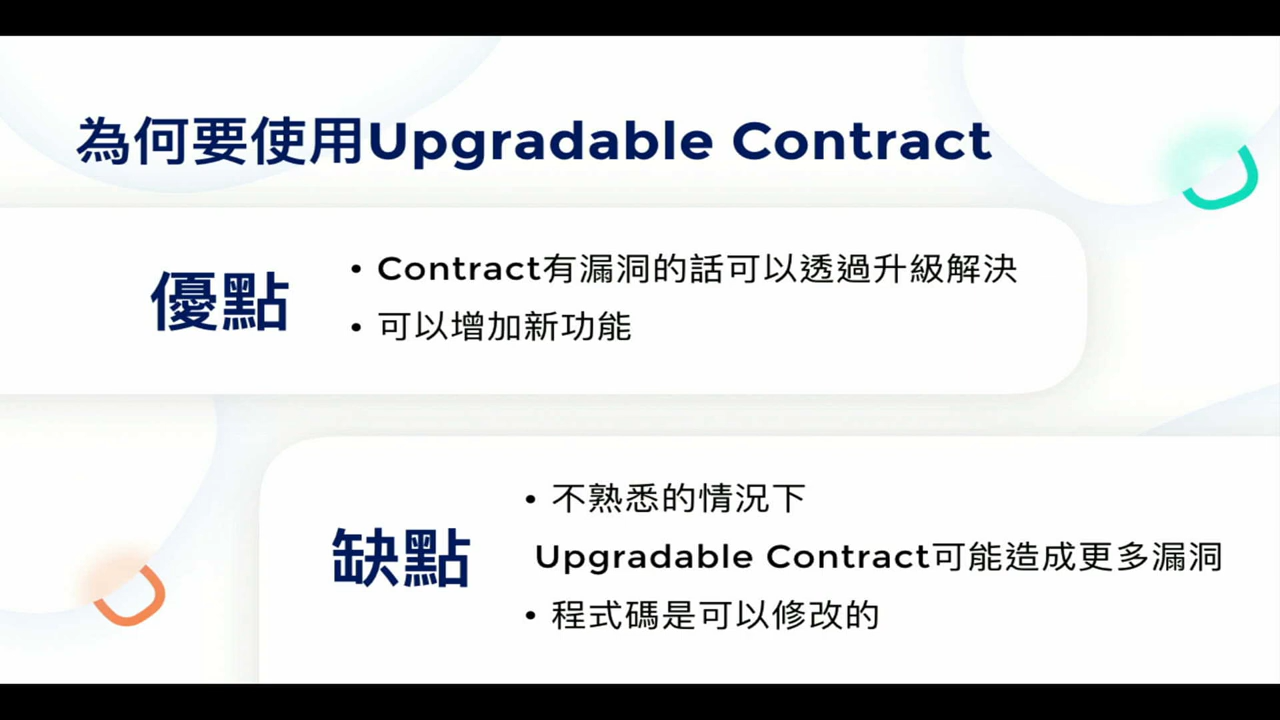 為何要使用Upgradable Contract
優點
• Contract有漏洞的話可以透過升級解決
• 可以增加新功能
缺點
• 不熟悉的情況下
Upgradable Contract可能造成更多漏洞
• 程式碼是可以修改的